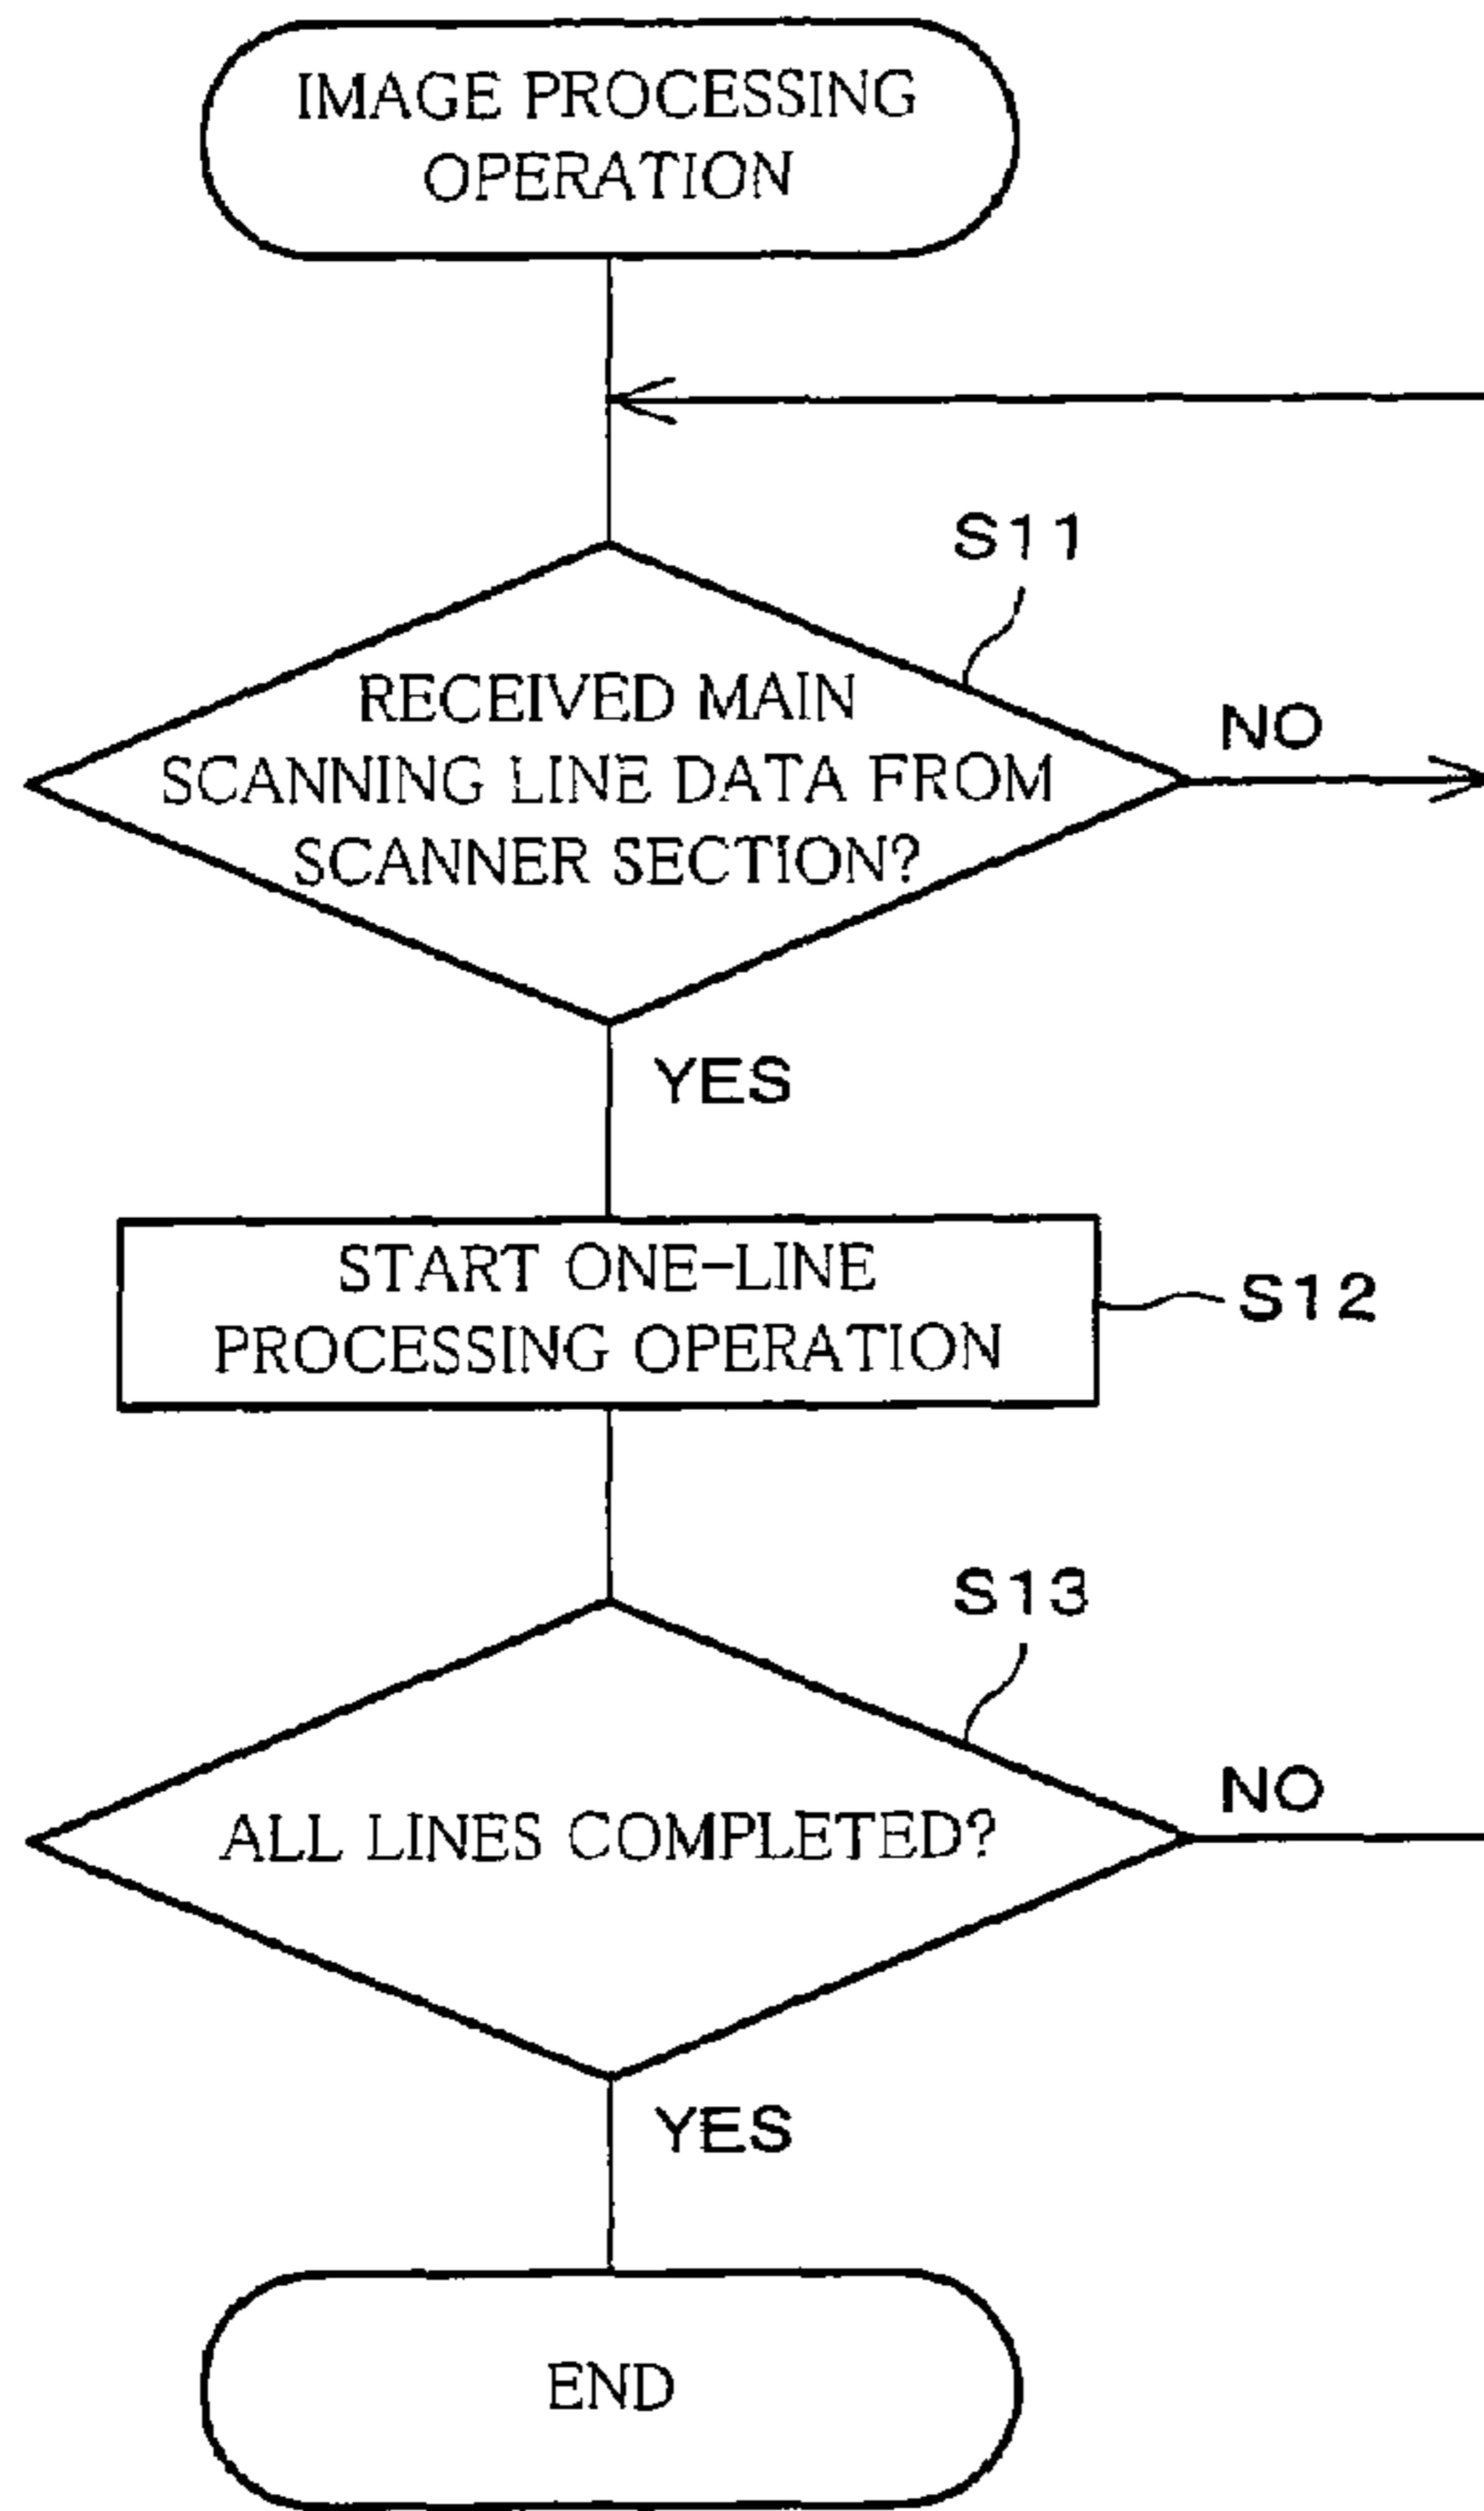 IMAGE PROCESSING
OPERATION
S11
RECEIVED MAIN
SCANNING LINE DATA FROM
SCANNER SECTION?
NO
YES
START ONE-LINE
PROCESSING OPERATION
S12
S13
ALL LINES COMPLETED?
NO
YES
END